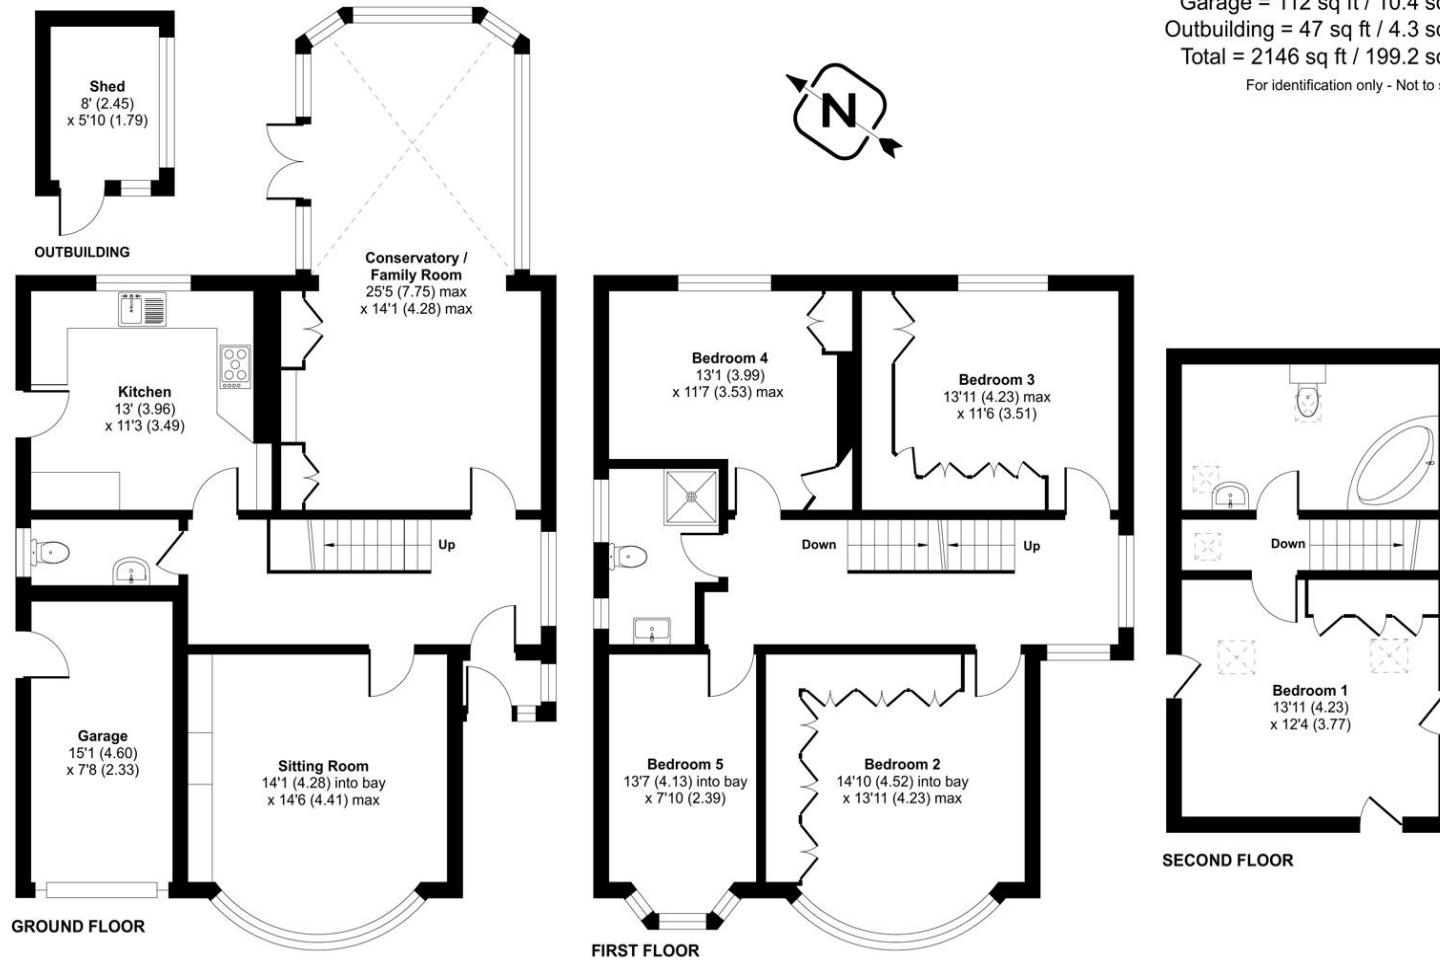 Garage = 112 sq ft / 10.4 sq
Outbuilding = 47 sq ft / 4.3 sq
Total = 2146 sq ft / 199.2 sq
For identification only - Not to s
N
Shed
8' (2.45)
x 5'10 (1.79)
OUTBUILDING
Conservatory /
Family Room
25'5 (7.75) max
x 14'1 (4.28) max
Kitchen
13' (3.96)
x 11'3 (3.49)
Up
Garage
15'1 (4.60)
x 7'8 (2.33)
Sitting Room
14'1 (4.28) into bay
x 14'6 (4.41) max
GROUND FLOOR
Bedroom 4
13'1 (3.99)
x 11'7 (3.53) max
Bedroom 3
13'11 (4.23) max
x 11'6 (3.51)
Down
Up
Bedroom 5
13'7 (4.13) into bay
x 7'10 (2.39)
Bedroom 2
14'10 (4.52) into bay
x 13'11 (4.23) max
FIRST FLOOR
Down
Bedroom 1
13'11 (4.23)
x 12'4 (3.77)
SECOND FLOOR